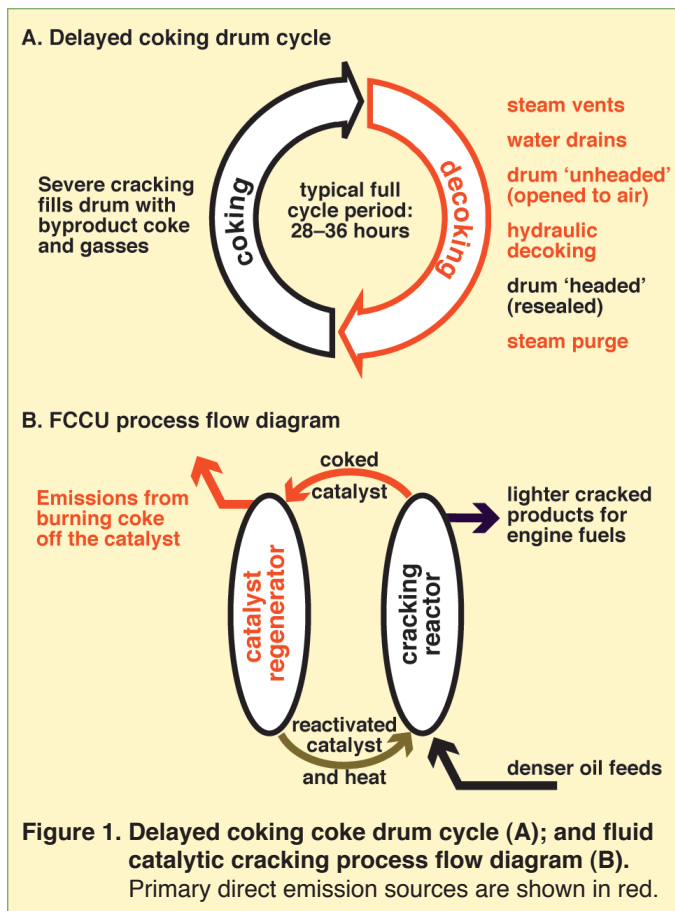 A. Delayed coking drum cycle
Severe cracking
fills drum with
byproduct coke
and gasses
coking
typical full
cycle period:
28–36 hours
decoking
steam vents
water drains
drum ‘unheaded’
(opened to air)
hydraulic
decoking
drum ‘headed’
(resealed)
steam purge
B. FCCU process flow diagram
Emissions from
burning coke
off the catalyst
coked
catalyst
lighter cracked
products for
engine fuels
catalyst
regenerator
cracking
reactor
reactivated
catalyst
and heat
denser oil feeds
Figure 1. Delayed coking coke drum cycle (A); and fluid
catalytic cracking process flow diagram (B).
Primary direct emission sources are shown in red.